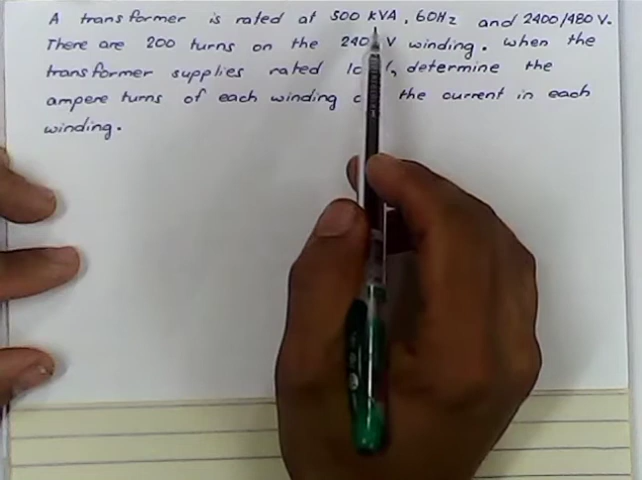 A transformer is rated at 500 kVA, 60Hz and 2400/480 V.
There are 200 turns on the 240 V winding. When the
transformer supplies rated determine the
ampere turns of each winding the current in each
winding.